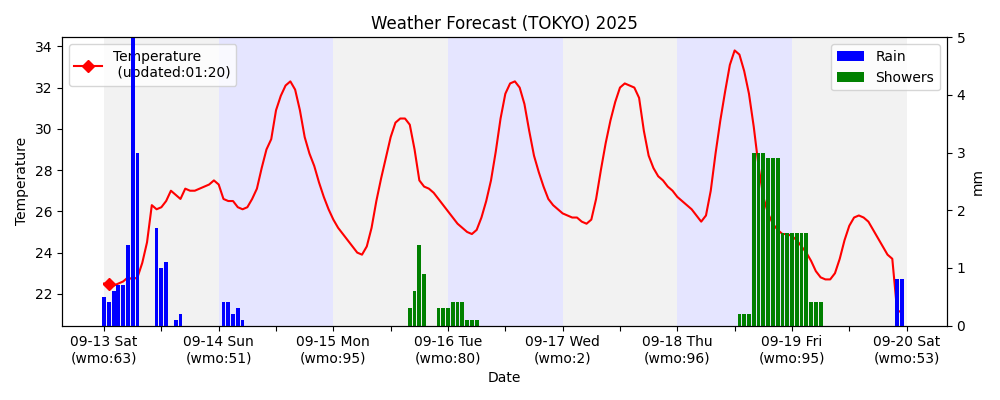 Weather Forecast (TOKYO) 2025
Temperature
(updated:01:20)
Rain
Showers
34
32
30
28
26
24
22
Temperature
5
4
3
2
1
0
mm
09-13 Sat
(wmo:63)
09-14 Sun
(wmo:51)
09-15 Mon
(wmo:95)
09-16 Tue
(wmo:80)
09-17 Wed
(wmo:2)
09-18 Thu
(wmo:96)
09-19 Fri
(wmo:95)
09-20 Sat
(wmo:53)
Date